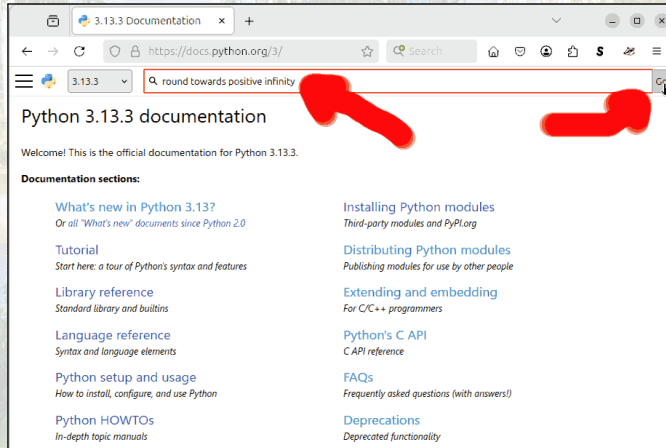 3.13.3 Documentation
https://docs.python.org/3/
Search
3.13.3
round towards positive infinity
Python 3.13.3 documentation
Welcome! This is the official documentation for Python 3.13.3.
Documentation sections:
What's new in Python 3.13?
Or all "What's new" documents since Python 2.0
Tutorial
Start here: a tour of Python's syntax and features
Library reference
Standard library and builtins
Language reference
Syntax and language elements
Python setup and usage
How to install, configure, and use Python
Python HOWTOs
In-depth topic manuals
Installing Python modules
Third-party modules and PyPI.org
Distributing Python modules
Publishing modules for use by other people
Extending and embedding
For C/C++ programmers
Python's C API
C API reference
FAQs
Frequently asked questions (with answers!)
Deprecations
Deprecated functionality